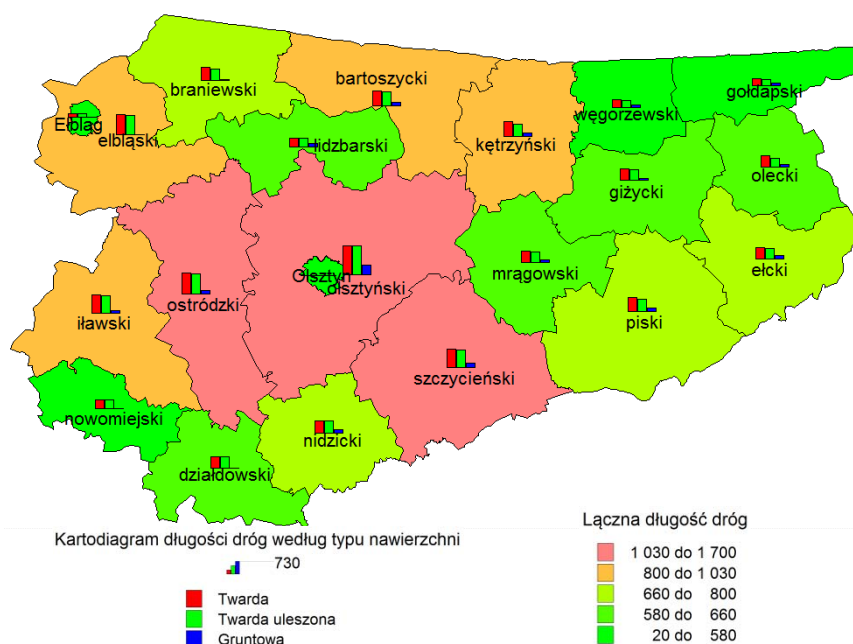 braniewski
bartoszycki
gołdapski
węgorzewski
Elbląg
elbląski
lidzbarski
kętrzyński
giżycki
olecki
mrągowski
ełcki
Olsztyn
olsztyński
ostródzki
iławski
piski
szczycieński
nowomiejski
nidzicki
działdowski
Kartodiagram długości dróg według typu nawierzchni
730
Twarda
Twarda uleszona
Gruntowa
Łączna długość dróg
1 030 do 1 700
800 do 1 030
660 do 800
580 do 660
20 do 580